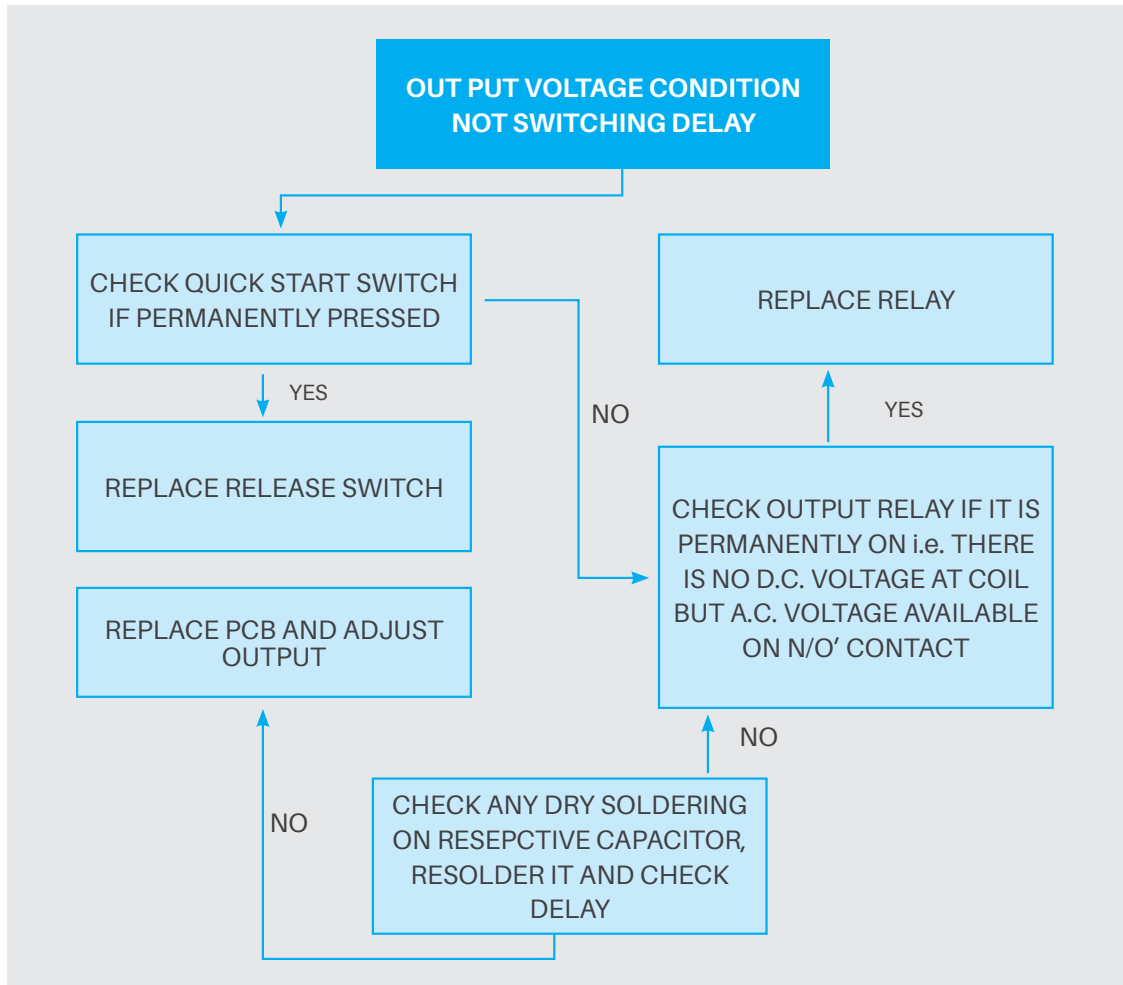 OUT PUT VOLTAGE CONDITION
NOT SWITCHING DELAY
CHECK QUICK START SWITCH
IF PERMANENTLY PRESSED
REPLACE RELAY
YES
NO
YES
REPLACE RELEASE SWITCH
CHECK OUTPUT RELAY IF IT IS
PERMANENTLY ON i.e. THERE
IS NO D.C. VOLTAGE AT COIL
BUT A.C. VOLTAGE AVAILABLE
ON N/O’ CONTACT
REPLACE PCB AND ADJUST
OUTPUT
NO
NO
CHECK ANY DRY SOLDERING
ON RESEPCTIVE CAPACITOR,
RESOLDER IT AND CHECK
DELAY